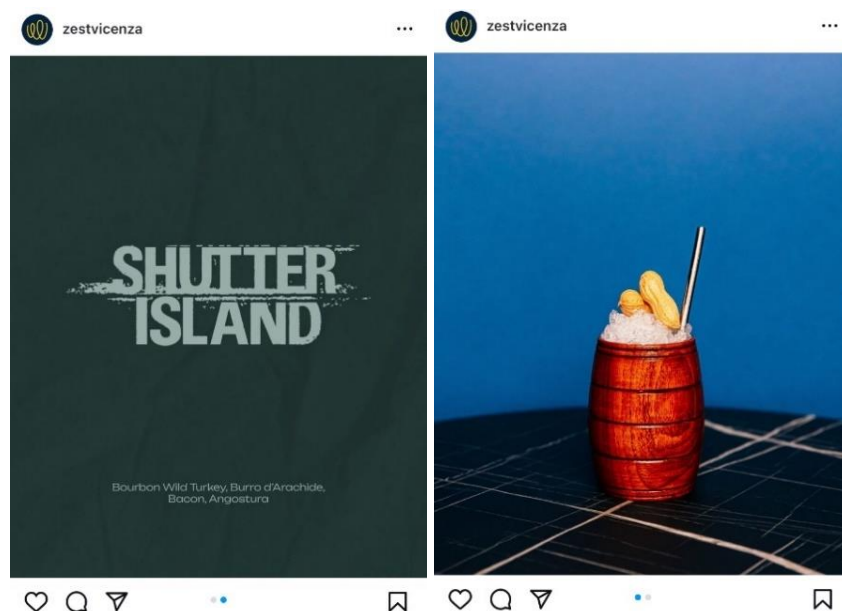 zestvicenza
SHUTTER
ISLAND
Bourbon Wild Turkey, Burro d'Arachide,
Bacon, Angostura
zestvicenza